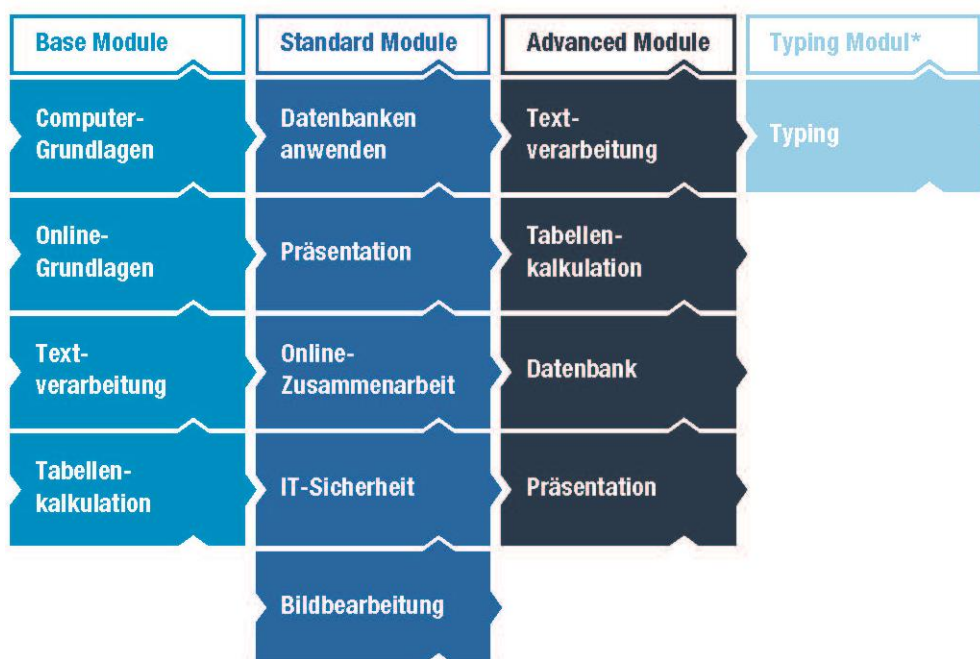 Base Module
Computer-
Grundlagen
Online-
Grundlagen
Text-
verarbeitung
Tabellen-
kalkulation
Standard Module
Datenbanken
anwenden
Präsentation
Online-
Zusammenarbeit
IT-Sicherheit
Bildbearbeitung
Advanced Module
Text-
verarbeitung
Tabellen-
kalkulation
Datenbank
Präsentation
Typing Modul*
Typing